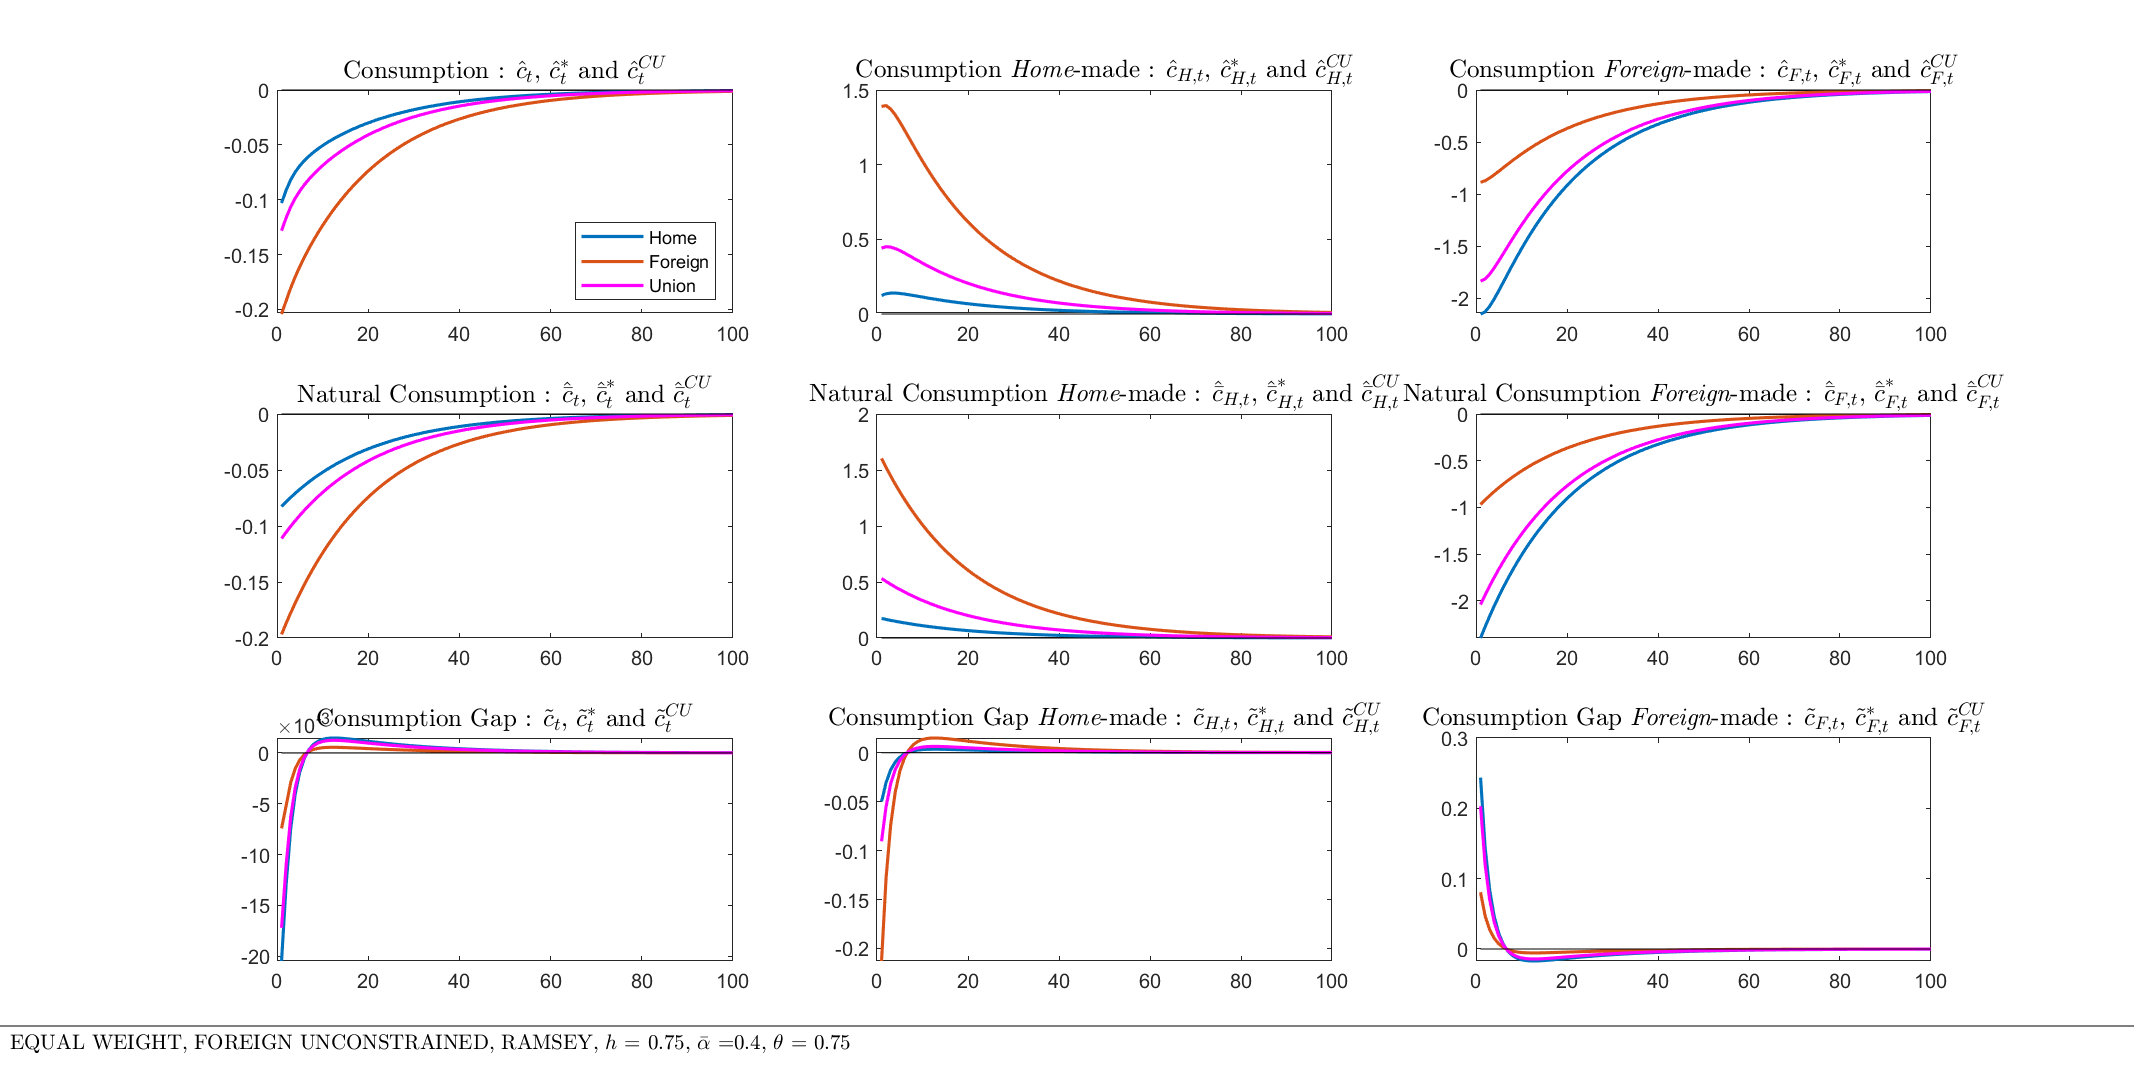 Consumption : ĉ_t, ĉ*_t and ĉ^CU_t
Consumption Home-made : ĉ_H,t, ĉ*_H,t and ĉ^CU_H,t
Consumption Foreign-made : ĉ_F,t, ĉ*_F,t and ĉ^CU_F,t
0
-0.05
-0.1
-0.15
-0.2
0 20 40 60 80 100
Home
Foreign
Union
1.5
1
0.5
0
0 20 40 60 80 100
0
-0.5
-1
-1.5
-2
0 20 40 60 80 100
Natural Consumption : ĉ̄_t, ĉ̄*_t and ĉ̄^CU_t
Natural Consumption Home-made : ĉ̄_H,t, ĉ̄*_H,t and ĉ̄^CU_H,t
Natural Consumption Foreign-made : ĉ̄_F,t, ĉ̄*_F,t and ĉ̄^CU_F,t
0
-0.05
-0.1
-0.15
-0.2
0 20 40 60 80 100
2
1.5
1
0.5
0
0 20 40 60 80 100
0
-0.5
-1
-1.5
-2
0 20 40 60 80 100
Consumption Gap : c̃_t, c̃*_t and c̃^CU_t
Consumption Gap Home-made : c̃_H,t, c̃*_H,t and c̃^CU_H,t
Consumption Gap Foreign-made : c̃_F,t, c̃*_F,t and c̃^CU_F,t
×10^-3
0
-5
-10
-15
-20
0 20 40 60 80 100
0
-0.05
-0.1
-0.15
-0.2
0 20 40 60 80 100
0.3
0.2
0.1
0
0 20 40 60 80 100
EQUAL WEIGHT, FOREIGN UNCONSTRAINED, RAMSEY, h = 0.75, ᾱ =0.4, θ = 0.75